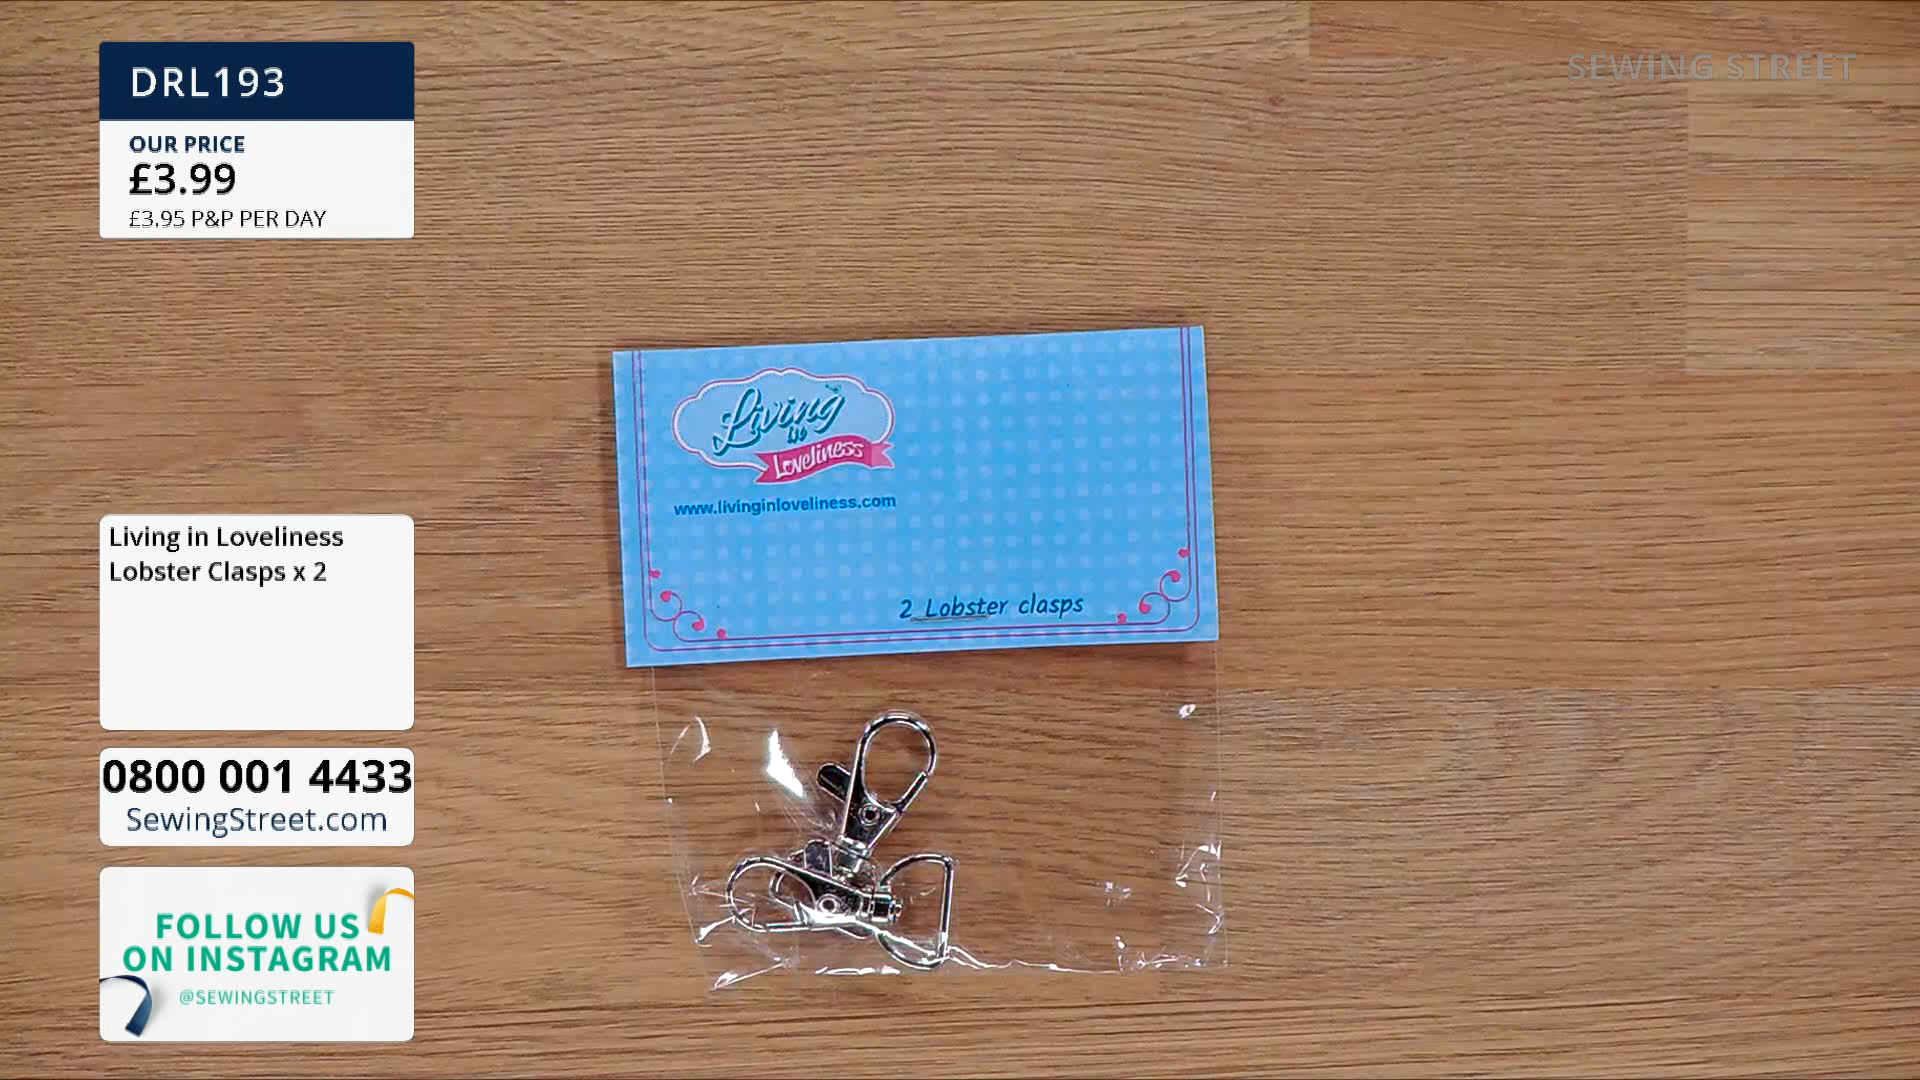 DRL193
OUR PRICE
£3.99
£3.95 P&P PER DAY
SEWING STREET
Living in Loveliness
Lobster Clasps x 2
0800 001 4433
SewingStreet.com
FOLLOW US
ON INSTAGRAM
@SEWINGSTREET
Living
in
Loveliness
www.livinginloveliness.com
2 Lobster clasps